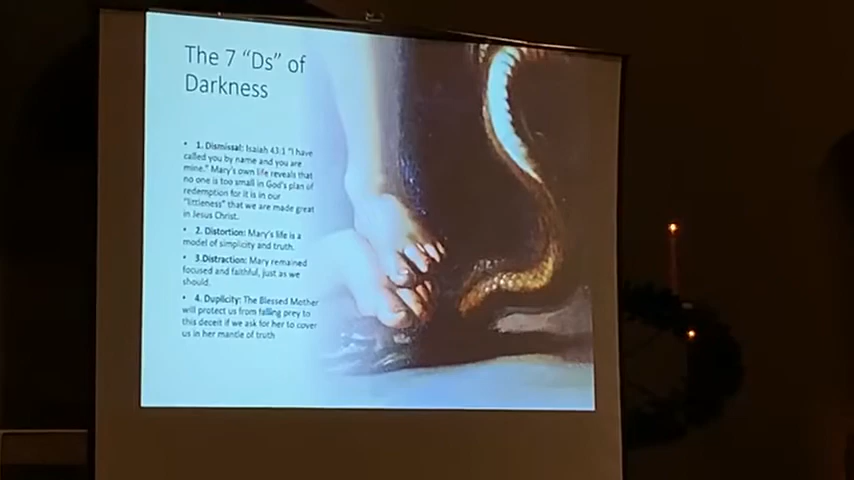 The 7 “Ds” of
Darkness
• 1. Dismissal: Isaiah 43:1 “I have
called you by name and you are
mine.” Mary's own life reveals that
no one is too small in God's plan of
redemption for it is in our
“littleness” that we are made great
in Jesus Christ.
• 2. Distortion: Mary's life is a
model of simplicity and truth.
• 3.Distraction: Mary remained
focused and faithful, just as we
should.
• 4. Duplicity: The Blessed Mother
will protect us from falling prey to
this deceit if we ask for her to cover
us in her mantle of truth